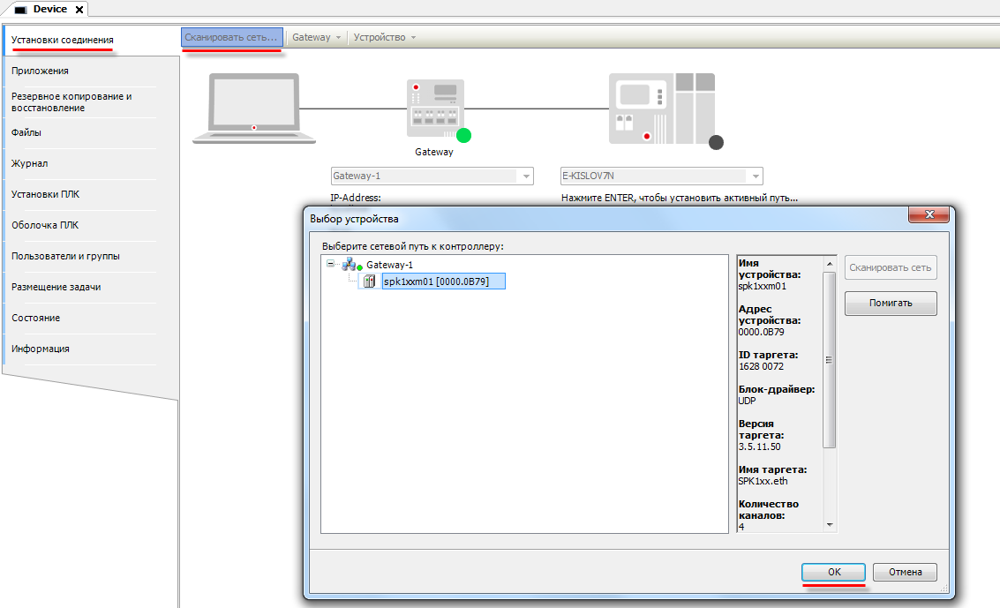 Device
Установки соединения
Приложения
Резервное копирование и
восстановление
Файлы
Журнал
Установки ПЛК
Оболочка ПЛК
Пользователи и группы
Размещение задачи
Состояние
Информация
Сканировать сеть...
Gateway
Устройство
Gateway
Gateway-1
E-KISLOV7N
IP-Address:
Нажмите ENTER, чтобы установить активный путь...
Выбор устройства
Выберите сетевой путь к контроллеру:
Gateway-1
spk1xxm01 [0000.0B79]
Имя
устройства:
spk1xxm01
Адрес
устройства:
0000.0B79
ID таргета:
1628 0072
Блок-драйвер:
UDP
Версия
таргета:
3.5.11.50
Имя таргета:
SPK1xx.eth
Количество
каналов:
4
Сканировать сеть
Помигать
OK
Отмена